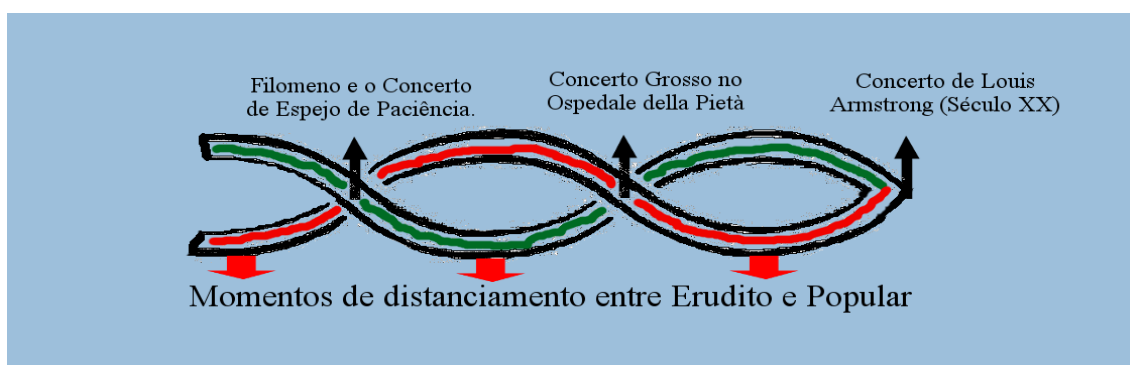 Filomeno e o Concerto
de Espejo de Paciência.
Concerto Grosso no
Ospedale della Pietà
Concerto de Louis
Armstrong (Século XX)
Momentos de distanciamento entre Erudito e Popular